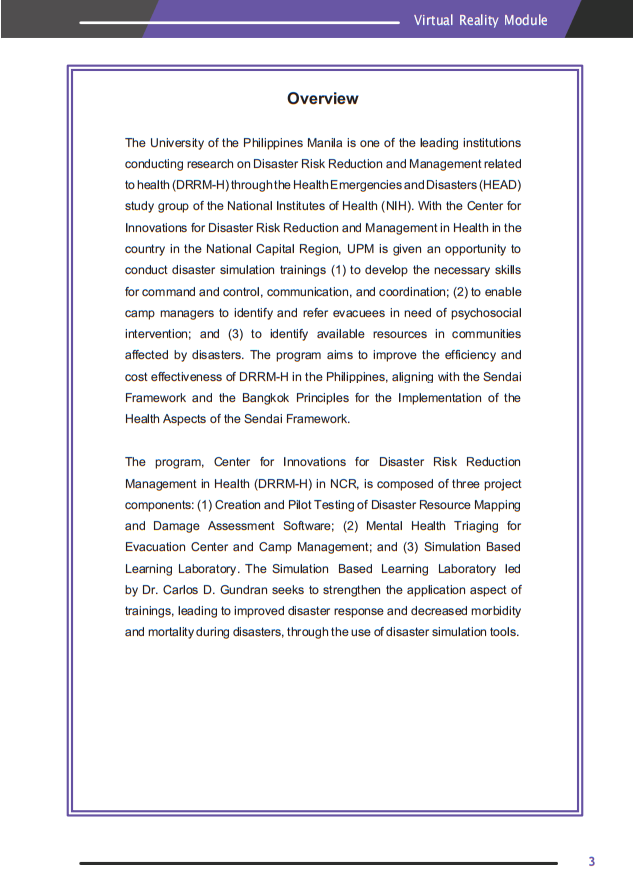 Virtual Reality Module
Overview
The University of the Philippines Manila is one of the leading institutions
conducting research on Disaster Risk Reduction and Management related
to health (DRRM-H) through the Health Emergencies and Disasters (HEAD)
study group of the National Institutes of Health (NIH). With the Center for
Innovations for Disaster Risk Reduction and Management in Health in the
country in the National Capital Region, UPM is given an opportunity to
conduct disaster simulation trainings (1) to develop the necessary skills
for command and control, communication, and coordination; (2) to enable
camp managers to identify and refer evacuees in need of psychosocial
intervention; and (3) to identify available resources in communities
affected by disasters. The program aims to improve the efficiency and
cost effectiveness of DRRM-H in the Philippines, aligning with the Sendai
Framework and the Bangkok Principles for the Implementation of the
Health Aspects of the Sendai Framework.
The program, Center for Innovations for Disaster Risk Reduction
Management in Health (DRRM-H) in NCR, is composed of three project
components: (1) Creation and Pilot Testing of Disaster Resource Mapping
and Damage Assessment Software; (2) Mental Health Triaging for
Evacuation Center and Camp Management; and (3) Simulation Based
Learning Laboratory. The Simulation Based Learning Laboratory led
by Dr. Carlos D. Gundran seeks to strengthen the application aspect of
trainings, leading to improved disaster response and decreased morbidity
and mortality during disasters, through the use of disaster simulation tools.
3